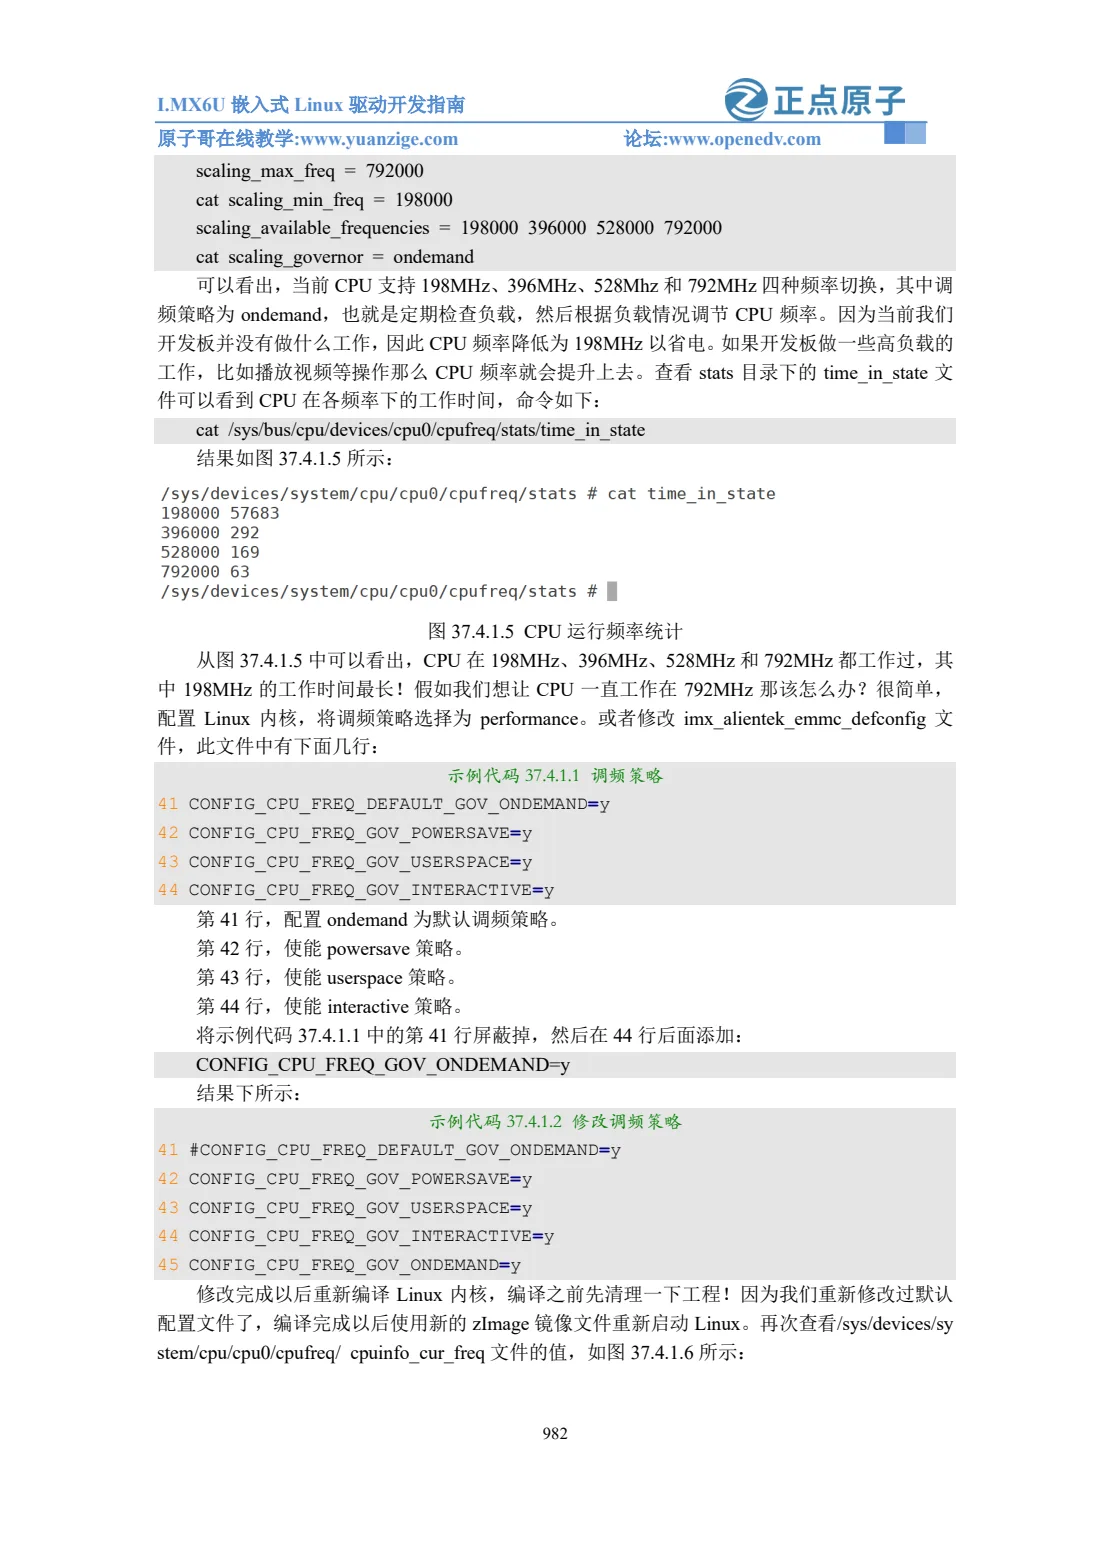 I.MX6U 嵌入式 Linux 驱动开发指南
正点原子
原子哥在线教学:www.yuanzige.com 论坛:www.openedv.com
scaling_max_freq = 792000
cat scaling_min_freq = 198000
scaling_available_frequencies = 198000 396000 528000 792000
cat scaling_governor = ondemand
可以看出，当前 CPU 支持 198MHz、396MHz、528Mhz 和 792MHz 四种频率切换，其中调
频策略为 ondemand，也就是定期检查负载，然后根据负载情况调节 CPU 频率。因为当前我们
开发板并没有做什么工作，因此 CPU 频率降低为 198MHz 以省电。如果开发板做一些高负载的
工作，比如播放视频等操作那么 CPU 频率就会提升上去。查看 stats 目录下的 time_in_state 文
件可以看到 CPU 在各频率下的工作时间，命令如下：
cat /sys/bus/cpu/devices/cpu0/cpufreq/stats/time_in_state
结果如图 37.4.1.5 所示：
/sys/devices/system/cpu/cpu0/cpufreq/stats # cat time_in_state
198000 57683
396000 292
528000 169
792000 63
/sys/devices/system/cpu/cpu0/cpufreq/stats #
图 37.4.1.5 CPU 运行频率统计
从图 37.4.1.5 中可以看出，CPU 在 198MHz、396MHz、528MHz 和 792MHz 都工作过，其
中 198MHz 的工作时间最长！假如我们想让 CPU 一直工作在 792MHz 那该怎么办？很简单，
配置 Linux 内核，将调频策略选择为 performance。或者修改 imx_alientek_emmc_defconfig 文
件，此文件中有下面几行：
示例代码 37.4.1.1 调频策略
41 CONFIG_CPU_FREQ_DEFAULT_GOV_ONDEMAND=y
42 CONFIG_CPU_FREQ_GOV_POWERSAVE=y
43 CONFIG_CPU_FREQ_GOV_USERSPACE=y
44 CONFIG_CPU_FREQ_GOV_INTERACTIVE=y
第 41 行，配置 ondemand 为默认调频策略。
第 42 行，使能 powersave 策略。
第 43 行，使能 userspace 策略。
第 44 行，使能 interactive 策略。
将示例代码 37.4.1.1 中的第 41 行屏蔽掉，然后在 44 行后面添加：
CONFIG_CPU_FREQ_GOV_ONDEMAND=y
结果下所示：
示例代码 37.4.1.2 修改调频策略
41 #CONFIG_CPU_FREQ_DEFAULT_GOV_ONDEMAND=y
42 CONFIG_CPU_FREQ_GOV_POWERSAVE=y
43 CONFIG_CPU_FREQ_GOV_USERSPACE=y
44 CONFIG_CPU_FREQ_GOV_INTERACTIVE=y
45 CONFIG_CPU_FREQ_GOV_ONDEMAND=y
修改完成以后重新编译 Linux 内核，编译之前先清理一下工程！因为我们重新修改过默认
配置文件了，编译完成以后使用新的 zImage 镜像文件重新启动 Linux。再次查看/sys/devices/sy
stem/cpu/cpu0/cpufreq/ cpuinfo_cur_freq 文件的值，如图 37.4.1.6 所示：
982